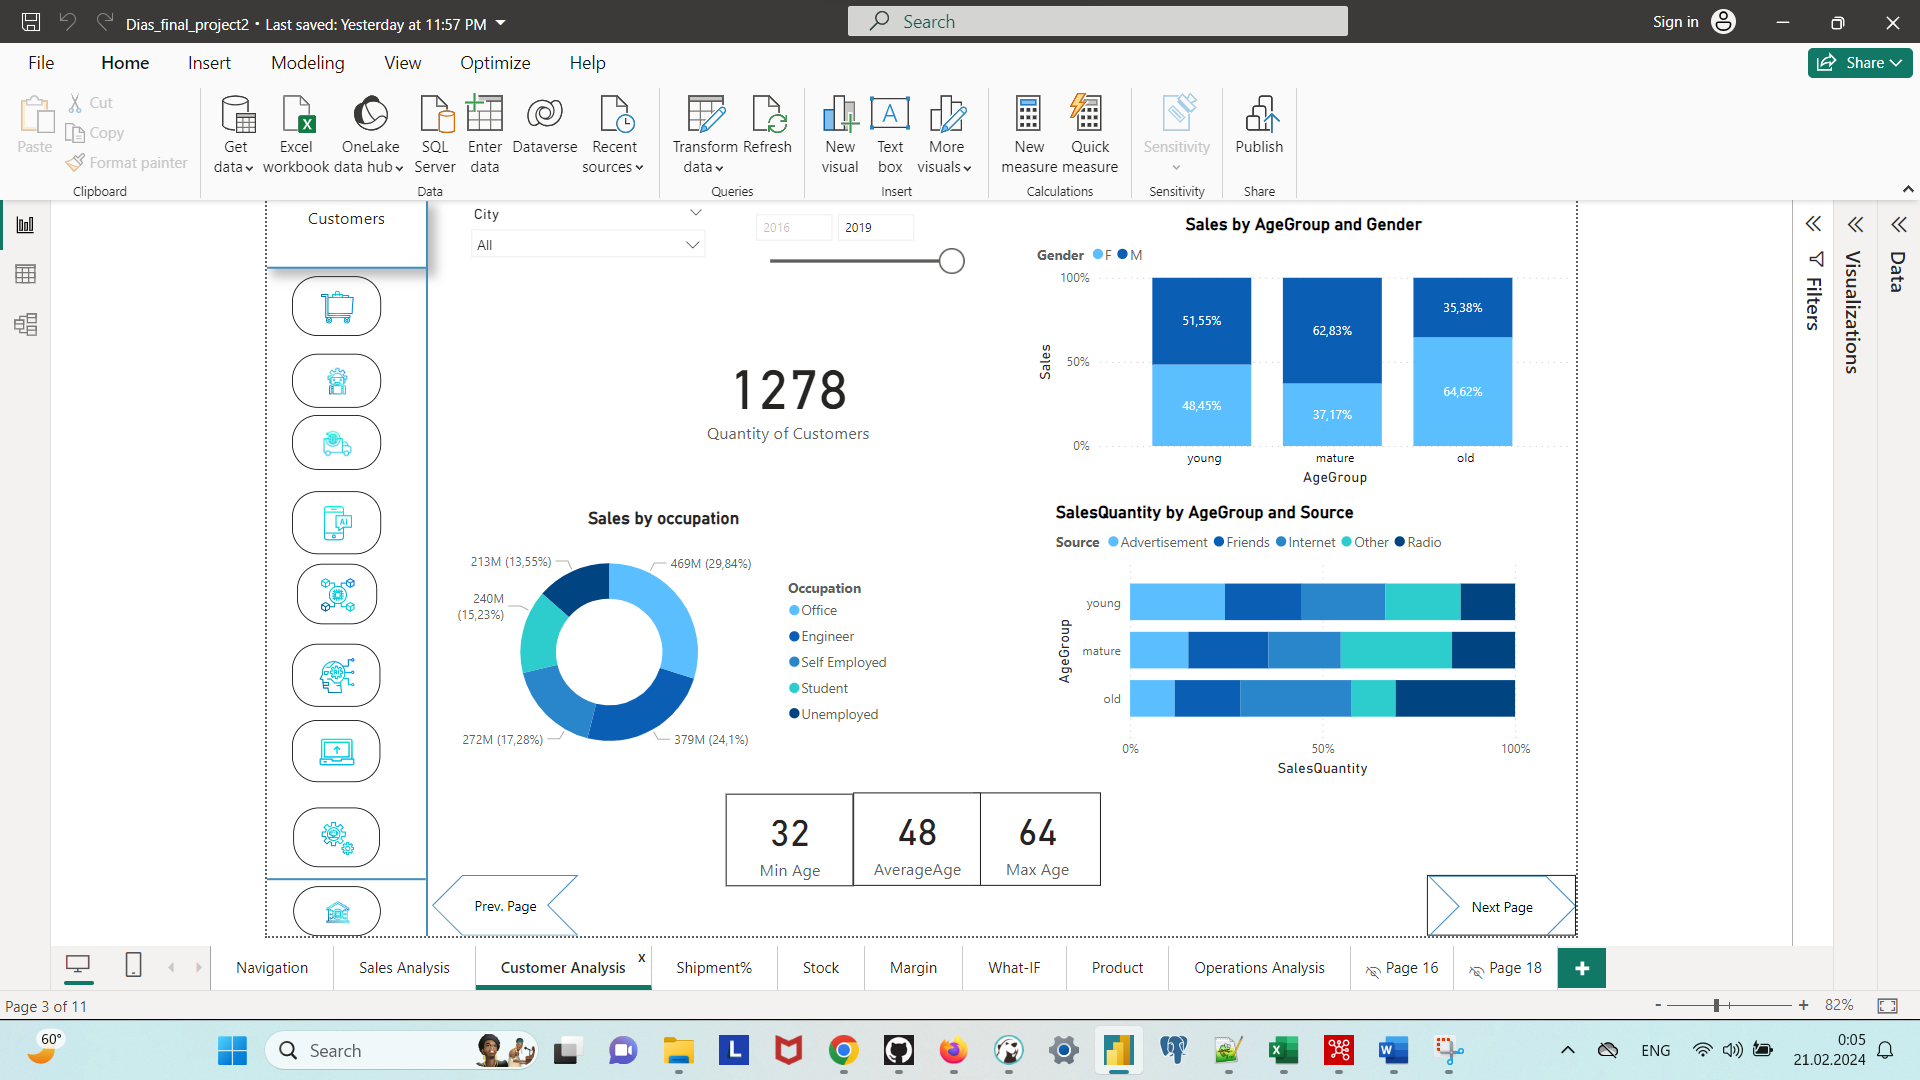 Dias_final_project2 • Last saved: Yesterday at 11:57 PM
Search
Sign in
File
Home
Insert
Modeling
View
Optimize
Help
Share
Paste
Cut
Copy
Format painter
Clipboard
Get data
Excel workbook
OneLake data hub
SQL Server
Enter data
Dataverse
Recent sources
Data
Transform data
Refresh
Queries
New visual
Text box
More visuals
Insert
New measure
Quick measure
Calculations
Sensitivity
Sensitivity
Publish
Share
Customers
City
All
2016
2019
1278
Quantity of Customers
Sales by AgeGroup and Gender
Gender F M
100%
50%
0%
Sales
51,55%
48,45%
62,83%
37,17%
35,38%
64,62%
young
mature
old
AgeGroup
Sales by occupation
213M (13,55%)
469M (29,84%)
240M
(15,23%)
272M (17,28%)
379M (24,1%)
Occupation
Office
Engineer
Self Employed
Student
Unemployed
SalesQuantity by AgeGroup and Source
Source Advertisement Friends Internet Other Radio
AgeGroup
young
mature
old
0%
50%
100%
SalesQuantity
32
Min Age
48
AverageAge
64
Max Age
Prev. Page
Next Page
Filters
Visualizations
Data
Navigation
Sales Analysis
Customer Analysis
x
Shipment%
Stock
Margin
What-IF
Product
Operations Analysis
Page 16
Page 18
+
Page 3 of 11
- + 82%
60°
Search
L
ENG
0:05
21.02.2024